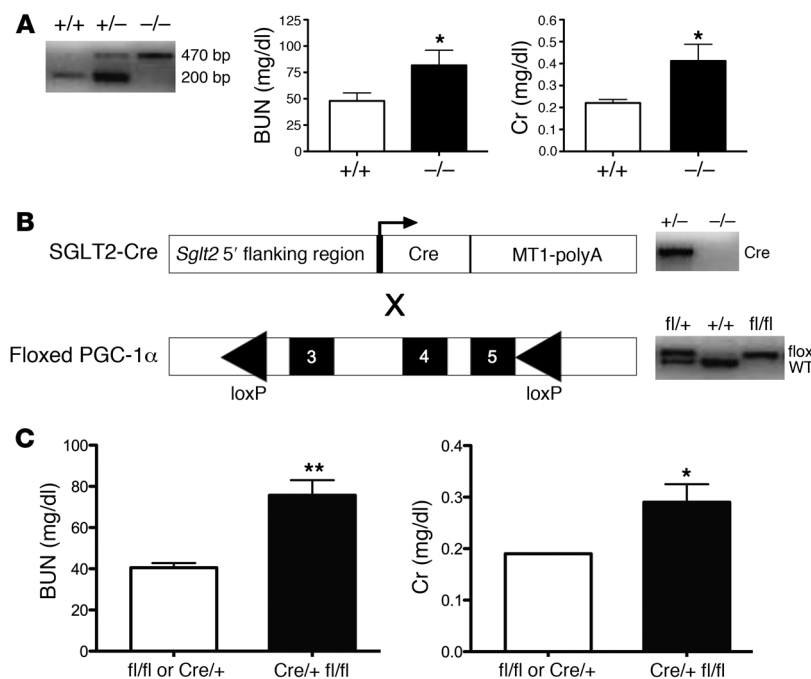 A
+/+ +/– –/–
470 bp
200 bp
BUN (mg/dl)
125
100
75
50
25
0
*
+/+ –/–
Cr (mg/dl)
0.6
0.5
0.4
0.3
0.2
0.1
0.0
*
+/+ –/–
B
SGLT2-Cre
Sglt2 5′ flanking region
Cre
MT1-polyA
+/– –/–
Cre
X
Floxed PGC-1α
3 4 5
loxP loxP
fl/+ +/+ fl/fl
flox
WT
C
BUN (mg/dl)
100
80
60
40
20
0
**
fl/fl or Cre/+ Cre/+ fl/fl
Cr (mg/dl)
0.4
0.3
0.2
0.1
0.0
*
fl/fl or Cre/+ Cre/+ fl/fl